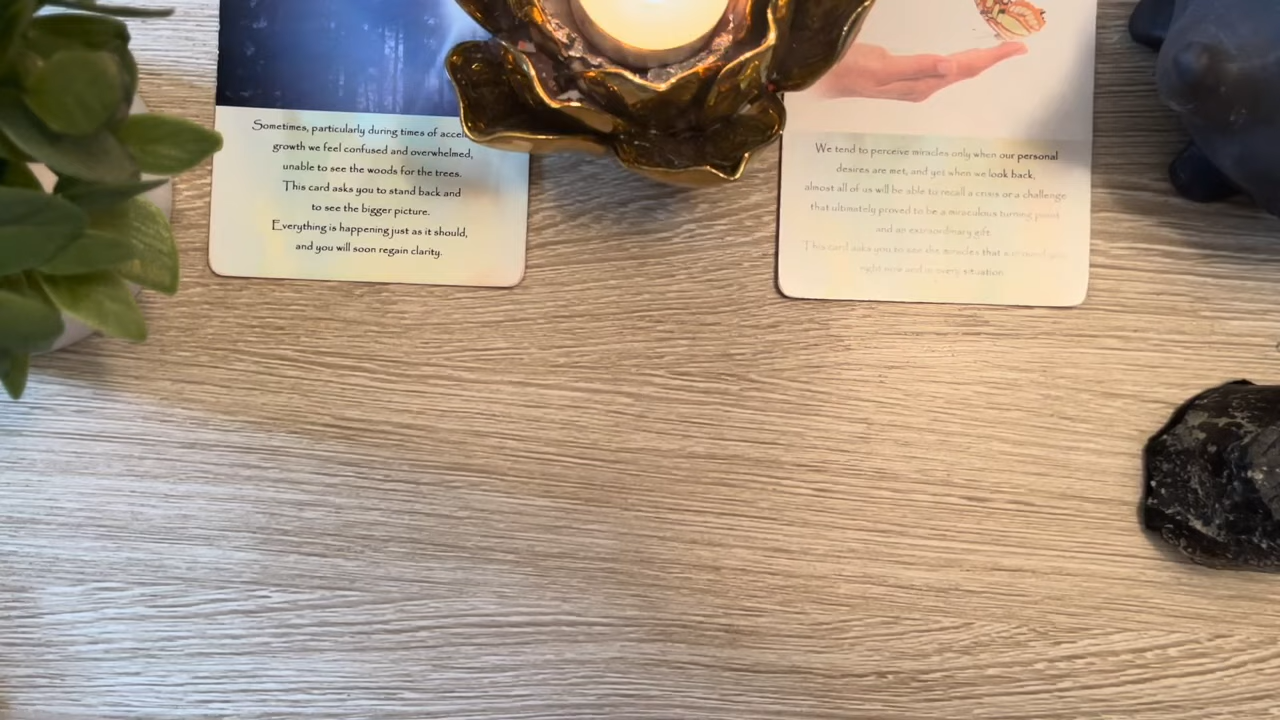 Sometimes, particularly during times of accel
growth we feel confused and overwhelmed,
unable to see the woods for the trees.
This card asks you to stand back and
to see the bigger picture.
Everything is happening just as it should,
and you will soon regain clarity.
We tend to perceive miracles only when our personal
desires are met, and yet when we look back,
almost all of us will be able to recall a crisis or a challenge
that ultimately proved to be a miraculous turning point
and an extraordinary gift.
This card asks you to see the miracles that surround you
right now and in every situation